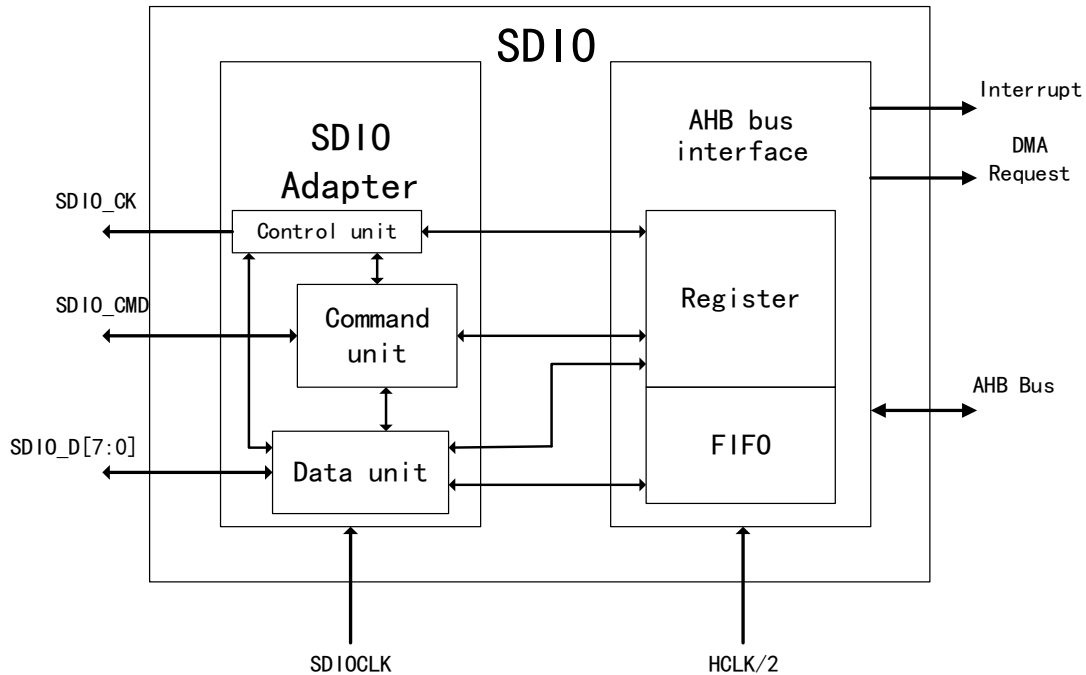 SDIO
SDIO
Adapter
AHB bus
interface
Interrupt
DMA
Request
SDIO_CK
Control unit
SDIO_CMD
Command
unit
Register
AHB Bus
SDIO_D[7:0]
Data unit
FIFO
SDIOCLK
HCLK/2